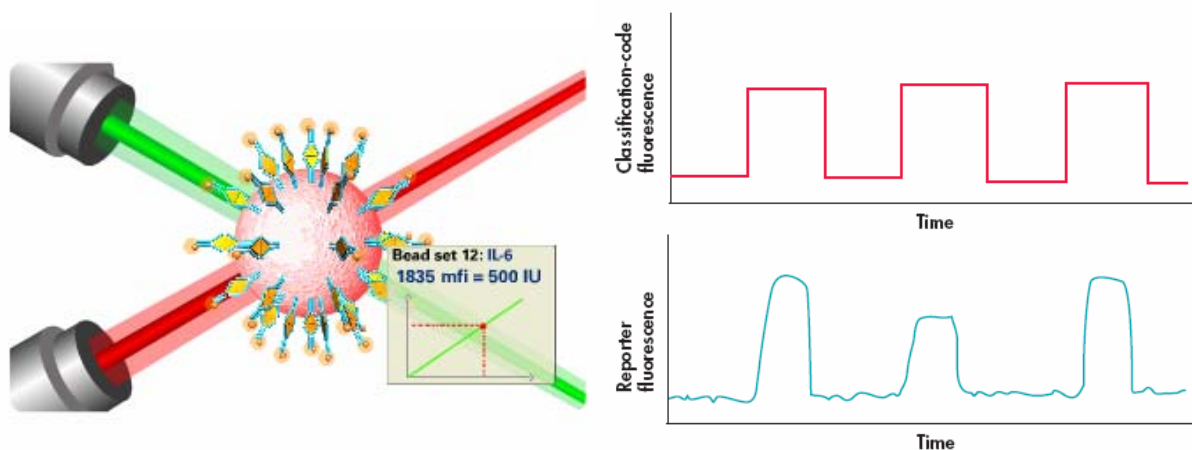 Bead set 12: IL-6
1835 mfi = 500 IU
Classification-code
fluorescence
Time
Reporter
fluorescence
Time